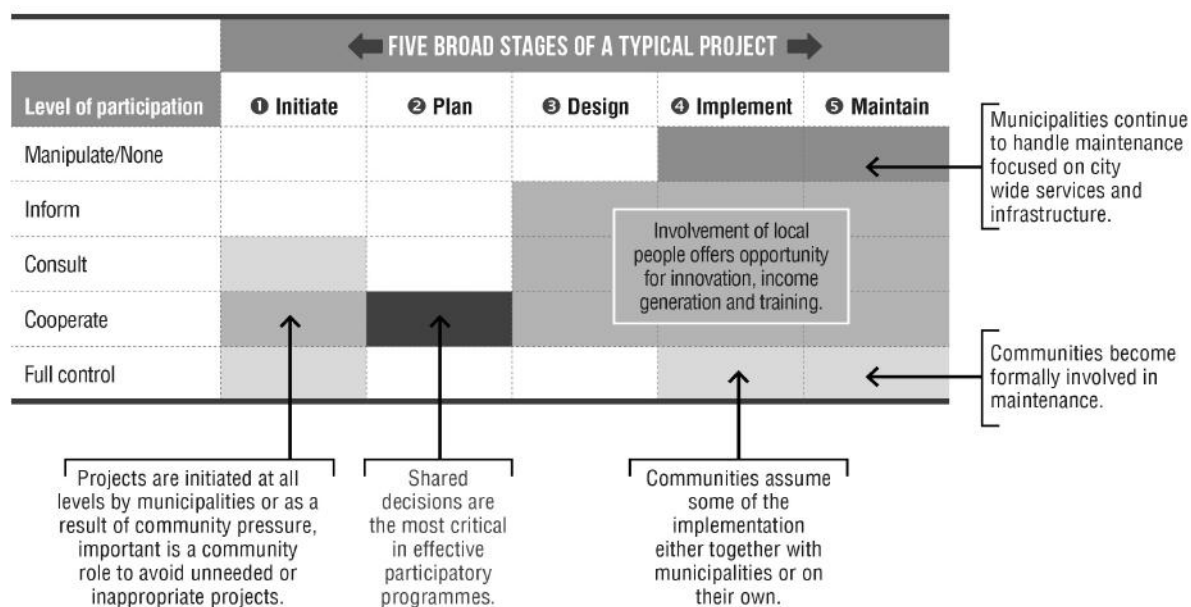 FIVE BROAD STAGES OF A TYPICAL PROJECT
Level of participation ❶ Initiate ❷ Plan ❸ Design ❹ Implement ❺ Maintain
Manipulate/None
Inform
Consult
Cooperate
Full control
Involvement of local
people offers opportunity
for innovation, income
generation and training.
Municipalities continue
to handle maintenance
focused on city
wide services and
infrastructure.
Communities become
formally involved in
maintenance.
Projects are initiated at all
levels by municipalities or as a
result of community pressure,
important is a community
role to avoid unneeded or
inappropriate projects.
Shared
decisions are
the most critical
in effective
participatory
programmes.
Communities assume
some of the
implementation
either together with
municipalities or on
their own.